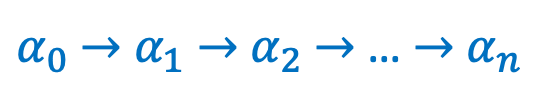 α₀ → α₁ → α₂ → ... → αₙ